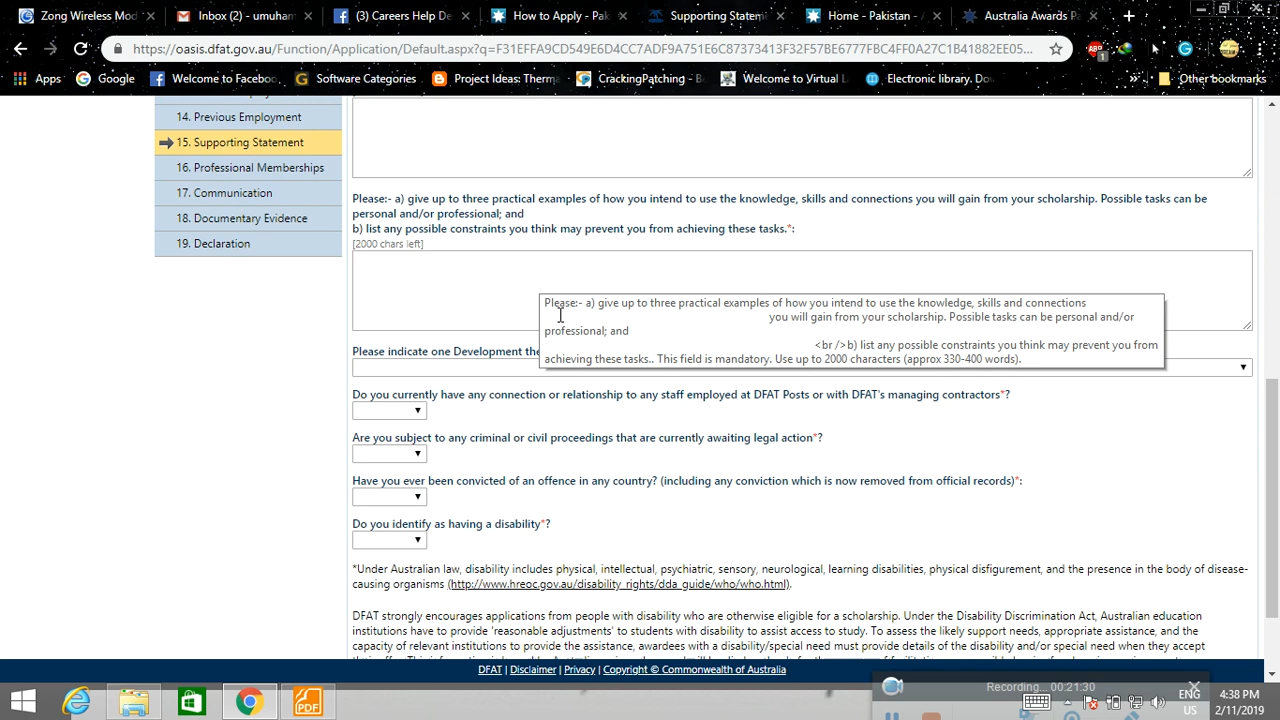 Zong Wireless Mod
Inbox (2) - umuham
(3) Careers Help De
How to Apply - Pak
Supporting Statem
Home - Pakistan - A
Australia Awards P
https://oasis.dfat.gov.au/Function/Application/Default.aspx?q=F31EFFA9CD549E6D4CC7ADF9A751E6C87373413F32F57BE6777FBC4FF0A27C1B41882EE05...
Apps
Google
Welcome to Faceboo
Software Categories
Project Ideas: Therma
CrackingPatching - B
Welcome to Virtual L
Electronic library. Do
»
Other bookmarks
14. Previous Employment
15. Supporting Statement
16. Professional Memberships
17. Communication
18. Documentary Evidence
19. Declaration
Please:- a) give up to three practical examples of how you intend to use the knowledge, skills and connections you will gain from your scholarship. Possible tasks can be
personal and/or professional; and
b) list any possible constraints you think may prevent you from achieving these tasks.*:
[2000 chars left]
Please:- a) give up to three practical examples of how you intend to use the knowledge, skills and connections
you will gain from your scholarship. Possible tasks can be personal and/or
professional; and
<br />b) list any possible constraints you think may prevent you from
achieving these tasks.. This field is mandatory. Use up to 2000 characters (approx 330-400 words).
Please indicate one Development the
Do you currently have any connection or relationship to any staff employed at DFAT Posts or with DFAT's managing contractors*?
Are you subject to any criminal or civil proceedings that are currently awaiting legal action*?
Have you ever been convicted of an offence in any country? (including any conviction which is now removed from official records)*:
Do you identify as having a disability*?
*Under Australian law, disability includes physical, intellectual, psychiatric, sensory, neurological, learning disabilities, physical disfigurement, and the presence in the body of disease-
causing organisms (http://www.hreoc.gov.au/disability_rights/dda_guide/who/who.html).
DFAT strongly encourages applications from people with disability who are otherwise eligible for a scholarship. Under the Disability Discrimination Act, Australian education
institutions have to provide 'reasonable adjustments' to students with disability to assist access to study. To assess the likely support needs, appropriate assistance, and the
capacity of relevant institutions to provide the assistance, awardees with a disability/special need must provide details of the disability and/or special need when they accept
DFAT | Disclaimer | Privacy | Copyright © Commonwealth of Australia
Recording... 00:21:30
PDF
ENG
US
4:38 PM
2/11/2019